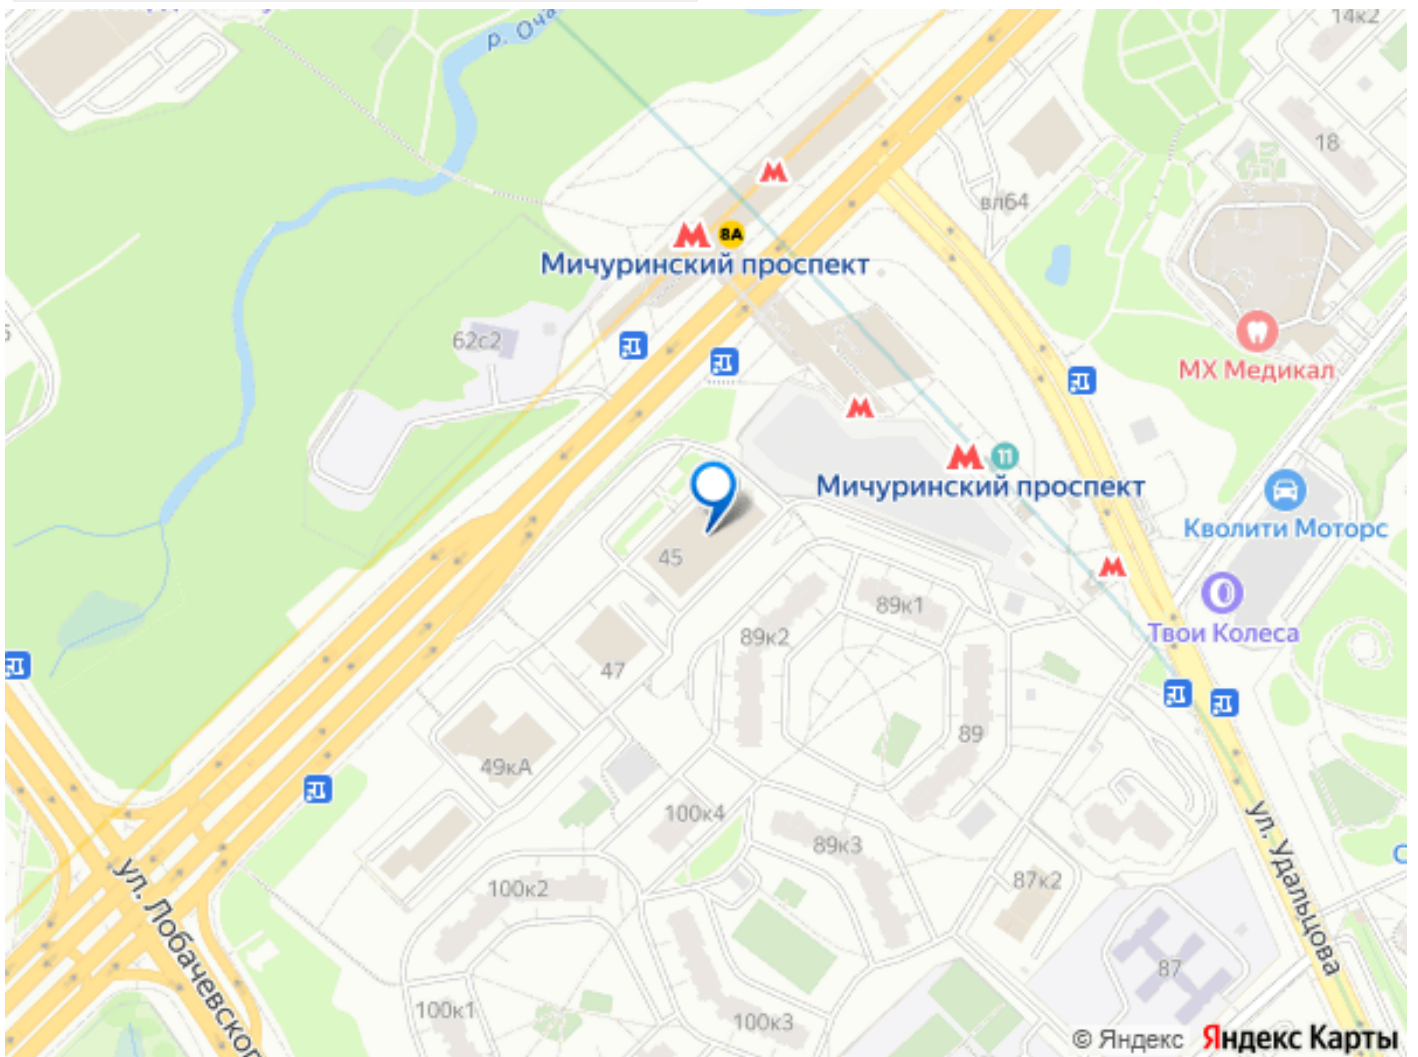 14к2
р. Оча
18
вл64
8А
Мичуринский проспект
62с2
МХ Медикал
11
Мичуринский проспект
Кволити Моторс
45
89к1
89к2
Твои Колеса
47
89
49кА
100к4
89к3
87к2
100к2
ул. Удальцова
ул. Лобачевског
87
100к1
100к3
© Яндекс Яндекс Карты